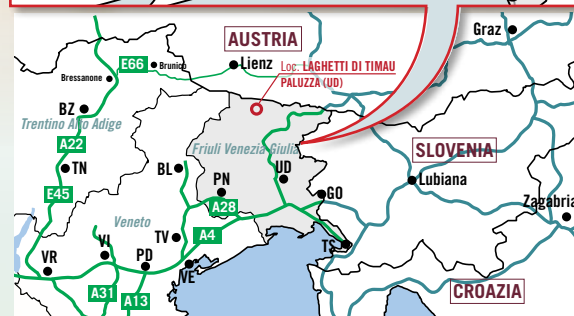 Graz
AUSTRIA
E66
Brunico
Lienz
Loc. LAGHETTI DI TIMAU
PALUZZA (UD)
Bressanone
BZ
Trentino Alto Adige
A22
Friuli Venezia Giulia
SLOVENIA
TN
BL
PN
UD
Lubiana
E45
GO
A28
Zagabria
Veneto
TV
A4
VI
TS
VR
PD
VE
A31
A13
CROAZIA